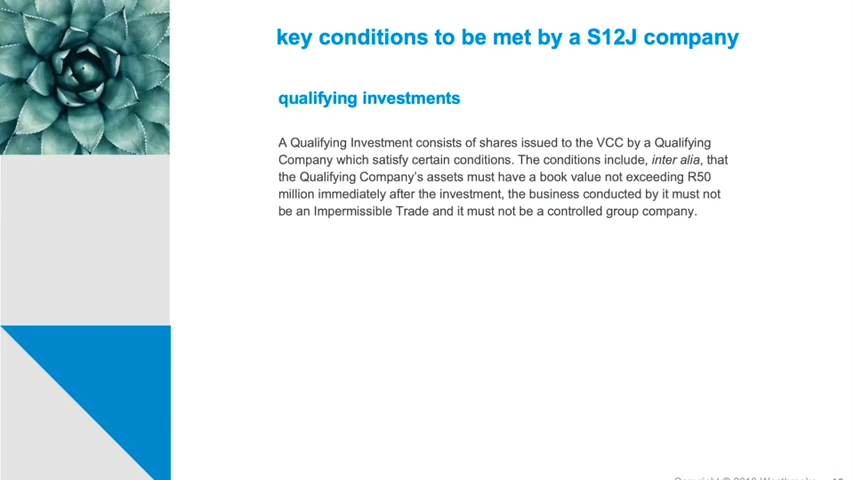 key conditions to be met by a S12J company
qualifying investments
A Qualifying Investment consists of shares issued to the VCC by a Qualifying
Company which satisfy certain conditions. The conditions include, inter alia, that
the Qualifying Company's assets must have a book value not exceeding R50
million immediately after the investment, the business conducted by it must not
be an Impermissible Trade and it must not be a controlled group company.